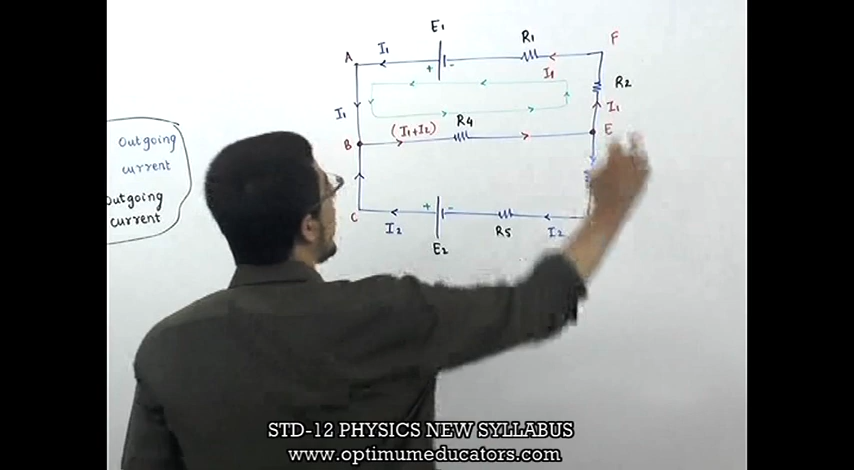 E1
A I1 R1 F
+ -
I1
R2
I1 I1
Outgoing
current
Outgoing
current
(I1+I2) R4
B E
+ -
C
I2 E2 R5 I2
STD-12 PHYSICS NEW SYLLABUS
www.optimumeducators.com